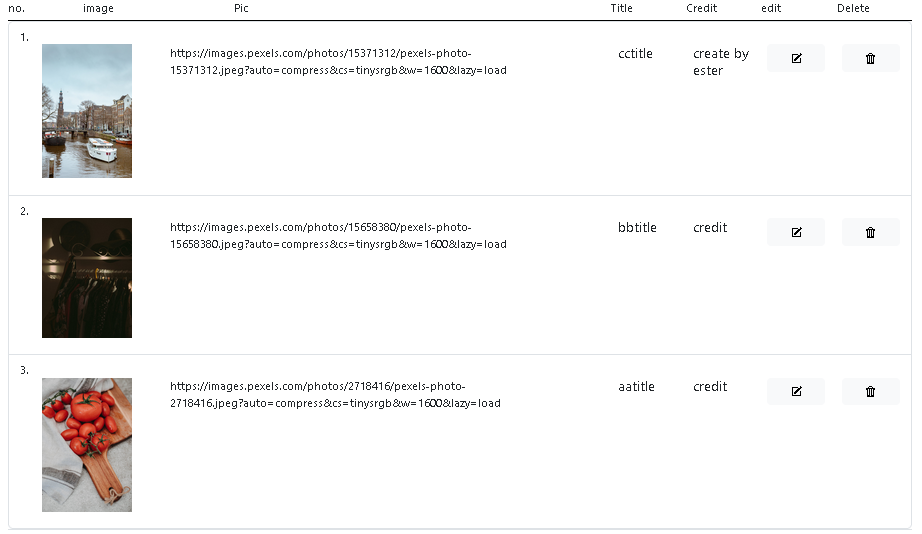 no. image Pic Title Credit edit Delete
1.
https://images.pexels.com/photos/15371312/pexels-photo-
15371312.jpeg?auto=compress&cs=tinysrgb&w=1600&lazy=load
cctitle
create by
ester
2.
https://images.pexels.com/photos/15658380/pexels-photo-
15658380.jpeg?auto=compress&cs=tinysrgb&w=1600&lazy=load
bbtitle
credit
3.
https://images.pexels.com/photos/2718416/pexels-photo-
2718416.jpeg?auto=compress&cs=tinysrgb&w=1600&lazy=load
aatitle
credit